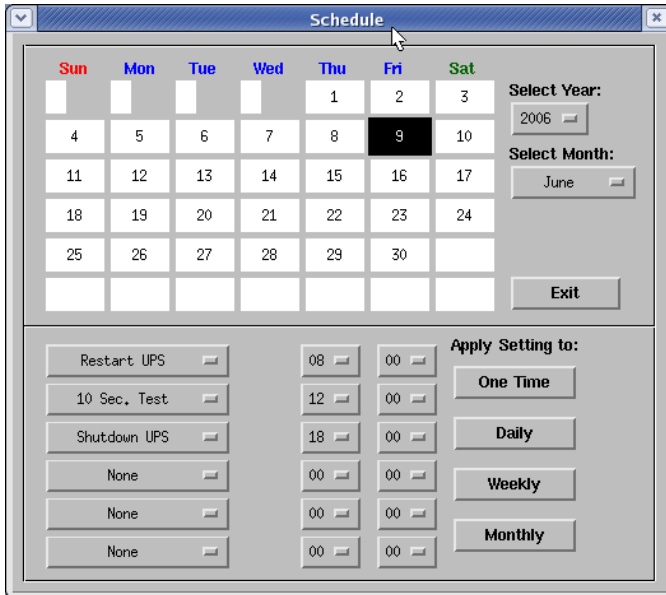 Schedule
Sun Mon Tue Wed Thu Fri Sat
1 2 3
4 5 6 7 8 9 10
11 12 13 14 15 16 17
18 19 20 21 22 23 24
25 26 27 28 29 30
Select Year:
2006
Select Month:
June
Exit
Restart UPS 08 00
10 Sec. Test 12 00
Shutdown UPS 18 00
None 00 00
None 00 00
None 00 00
Apply Setting to:
One Time
Daily
Weekly
Monthly